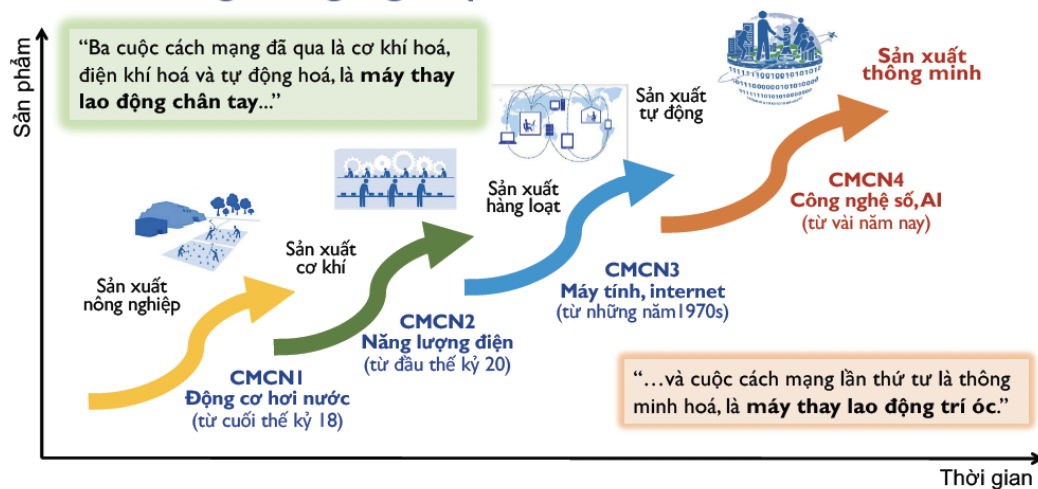 Sản phẩm
“Ba cuộc cách mạng đã qua là cơ khí hoá,
điện khí hoá và tự động hoá, là máy thay
lao động chân tay...”
Sản xuất
nông nghiệp
Sản xuất
cơ khí
Sản xuất
hàng loạt
Sản xuất
tự động
Sản xuất
thông minh
CMCN1
Động cơ hơi nước
(từ cuối thế kỷ 18)
CMCN2
Năng lượng điện
(từ đầu thế kỷ 20)
CMCN3
Máy tính, internet
(từ những năm1970s)
CMCN4
Công nghệ số, AI
(từ vài năm nay)
“...và cuộc cách mạng lần thứ tư là thông
minh hoá, là máy thay lao động trí óc.”
Thời gian